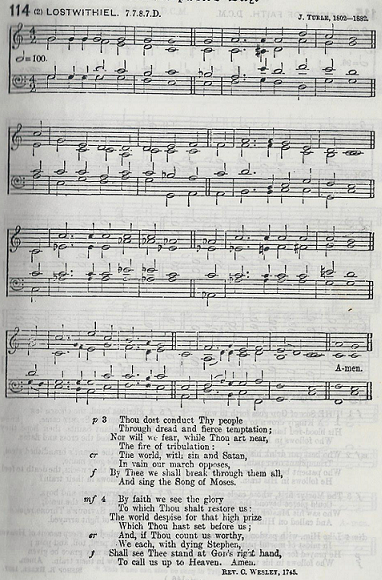 114 (2) LOSTWITHIEL. 7.7.8.7.D. J. TURLE, 1802—1882.
=100.
A-men.
p 3 Thou dost conduct Thy people
Through dread and fierce temptation;
Nor will we fear, while Thou art near,
The fire of tribulation:
cr The world, with sin and Satan,
In vain our march opposes,
f By Thee we shall break through them all,
And sing the Song of Moses.
mf 4 By faith we see the glory
To which Thou shalt restore us:
The world despise for that high prize
Which Thou hast set before us;
cr And, if Thou count us worthy,
We each, with dying Stephen,
f Shall see Thee stand at GOD's right hand,
To call us up to Heaven. Amen.
REV. C. WESLEY, 1745.